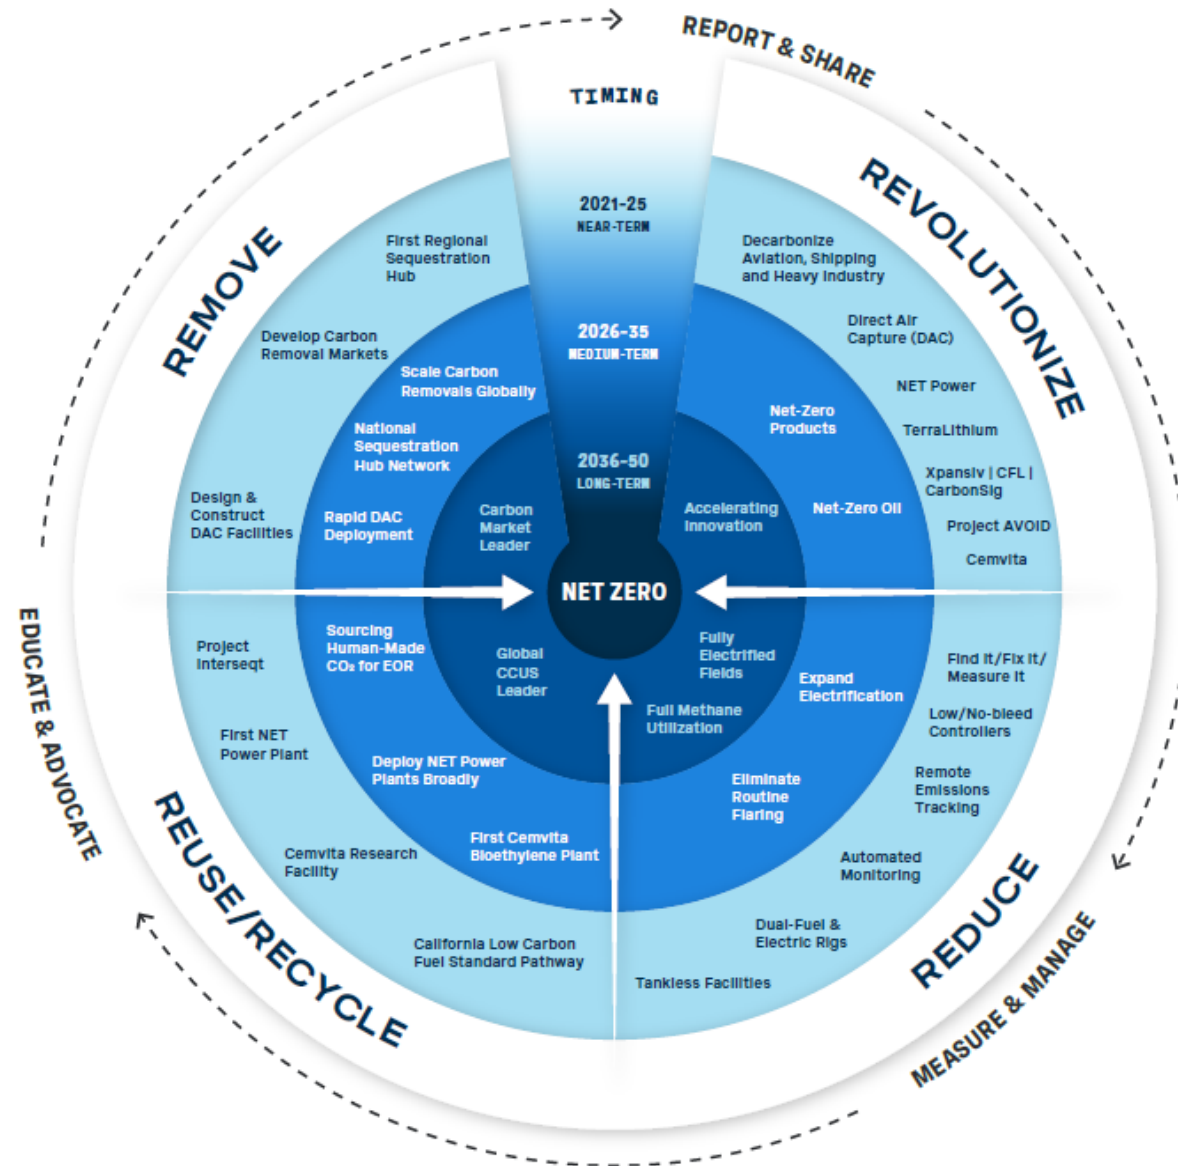 REPORT & SHARE
TIMING
2021-25
NEAR-TERM
2026-35
MEDIUM-TERM
2036-50
LONG-TERM
NET ZERO
REVOLUTIONIZE
Decarbonize
Aviation, Shipping
and Heavy Industry
Direct Air
Capture (DAC)
NET Power
TerraLithium
Xpansiv | CFL |
CarbonSig
Project AVOID
Cemvita
Net-Zero
Products
Net-Zero Oil
Accelerating
Innovation
REDUCE
Find It/Fix It/
Measure It
Low/No-bleed
Controllers
Remote
Emissions
Tracking
Automated
Monitoring
Dual-Fuel &
Electric Rigs
Tankless Facilities
Expand
Electrification
Eliminate
Routine
Flaring
Fully
Electrified
Fields
Full Methane
Utilization
MEASURE & MANAGE
REUSE/RECYCLE
Project
Interseqt
First NET
Power Plant
Cemvita Research
Facility
California Low Carbon
Fuel Standard Pathway
Sourcing
Human-Made
CO₂ for EOR
Deploy NET Power
Plants Broadly
First Cemvita
Bioethylene Plant
Global
CCUS
Leader
EDUCATE & ADVOCATE
REMOVE
First Regional
Sequestration
Hub
Develop Carbon
Removal Markets
Design &
Construct
DAC Facilities
Scale Carbon
Removals Globally
National
Sequestration
Hub Network
Rapid DAC
Deployment
Carbon
Market
Leader